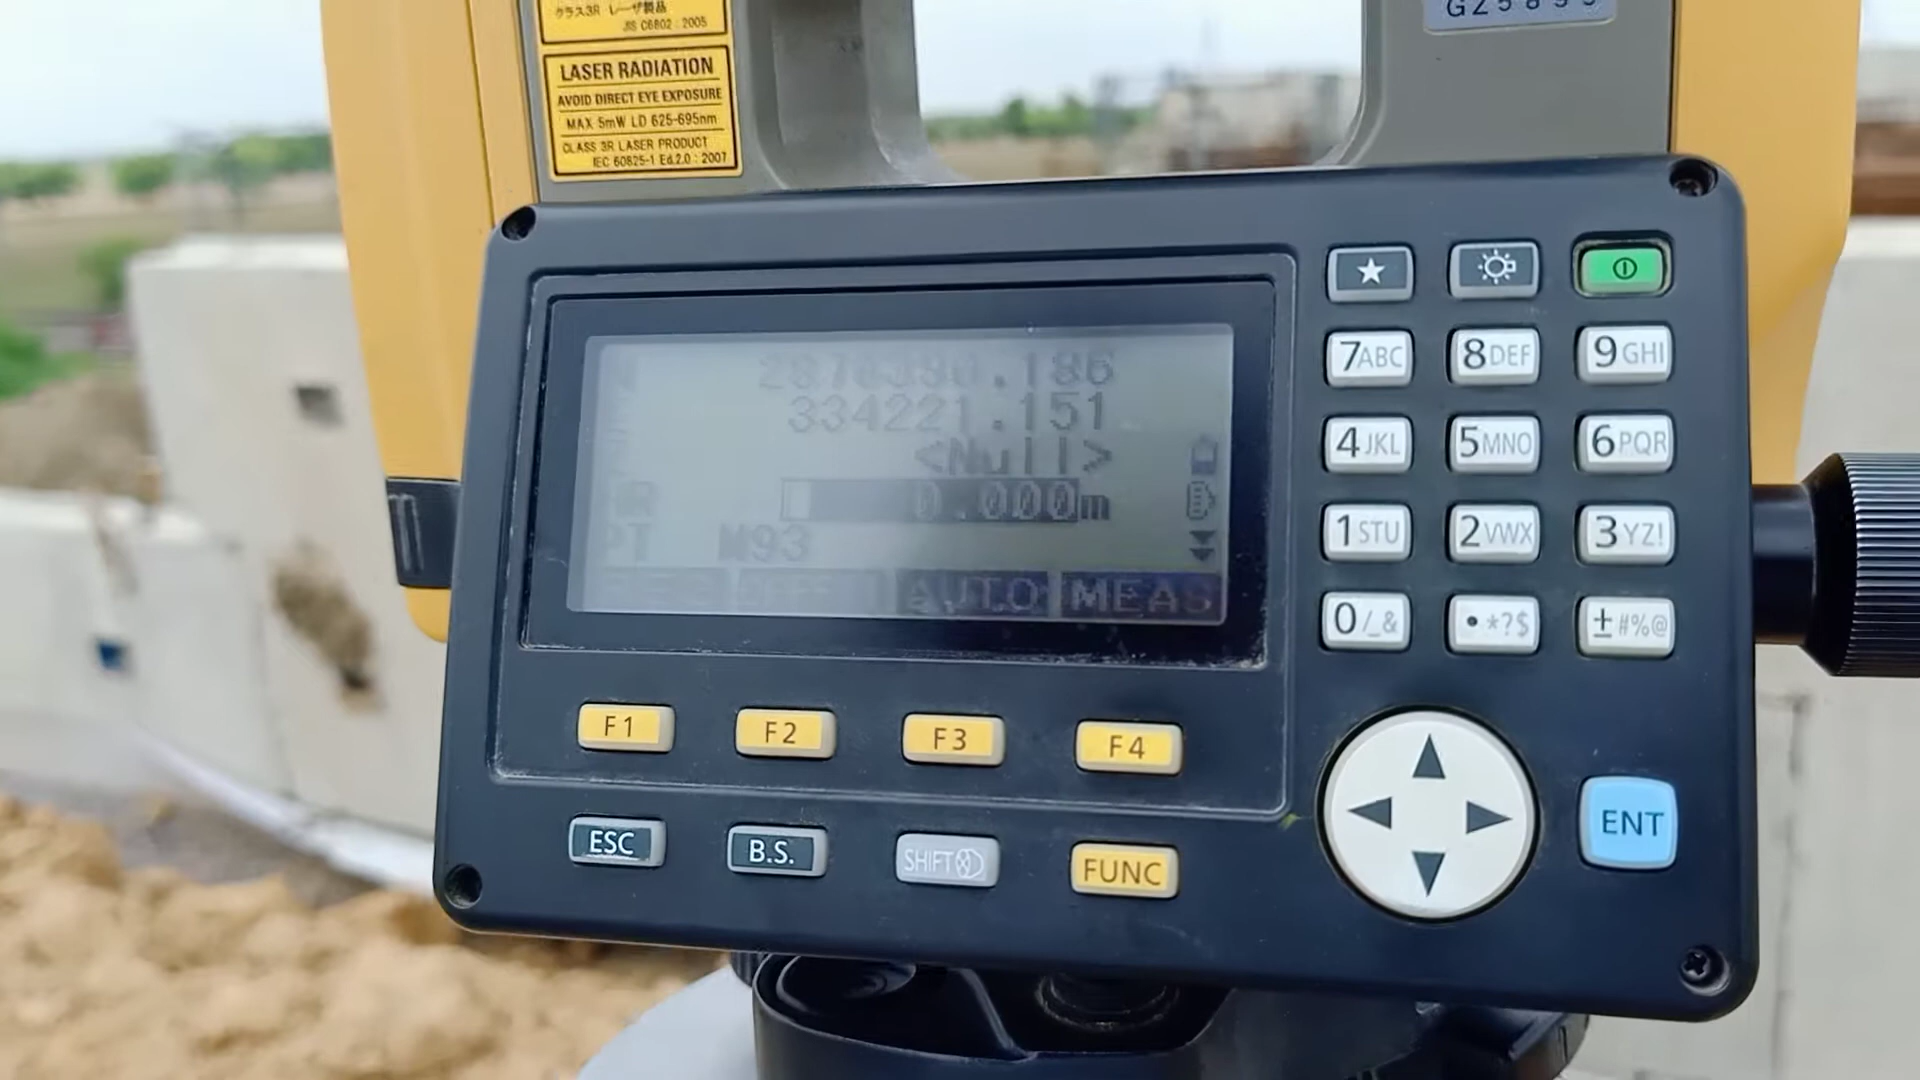 クラス3R レーザ製品
JIS C6802 : 2005
LASER RADIATION
AVOID DIRECT EYE EXPOSURE
MAX 5mW LD 625-695nm
CLASS 3R LASER PRODUCT
IEC 60825-1 Ed.2.0 : 2007
334221.151
<Null>
0.000m
PT M93
AUTO MEAS
7ABC 8DEF 9GHI
4JKL 5MNO 6PQR
1STU 2VWX 3YZ!
0/_& •*?$ ±#%@
F1 F2 F3 F4
ESC B.S. SHIFT FUNC
ENT